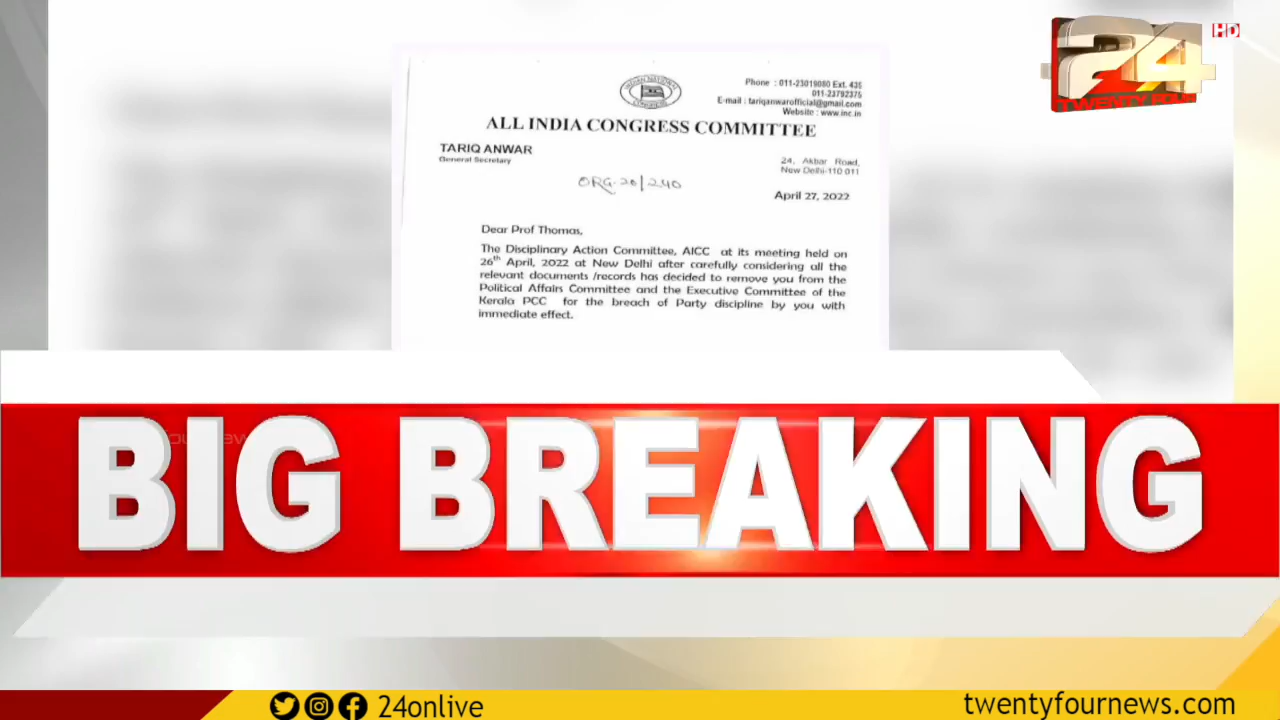 24
HD
TWENTY FOUR
INDIAN NATIONAL
CONGRESS
Phone : 011-23019080 Ext. 435
011-23792375
E-mail : tariqanwarofficial@gmail.com
Website : www.inc.in
ALL INDIA CONGRESS COMMITTEE
TARIQ ANWAR
General Secretary
24, Akbar Road,
New Delhi-110 011
ORG-20/240
April 27, 2022
Dear Prof Thomas,
The Disciplinary Action Committee, AICC at its meeting held on
26th April, 2022 at New Delhi after carefully considering all the
relevant documents /records has decided to remove you from the
Political Affairs Committee and the Executive Committee of the
Kerala PCC for the breach of Party discipline by you with
immediate effect.
BIG BREAKING
24onlive
twentyfournews.com